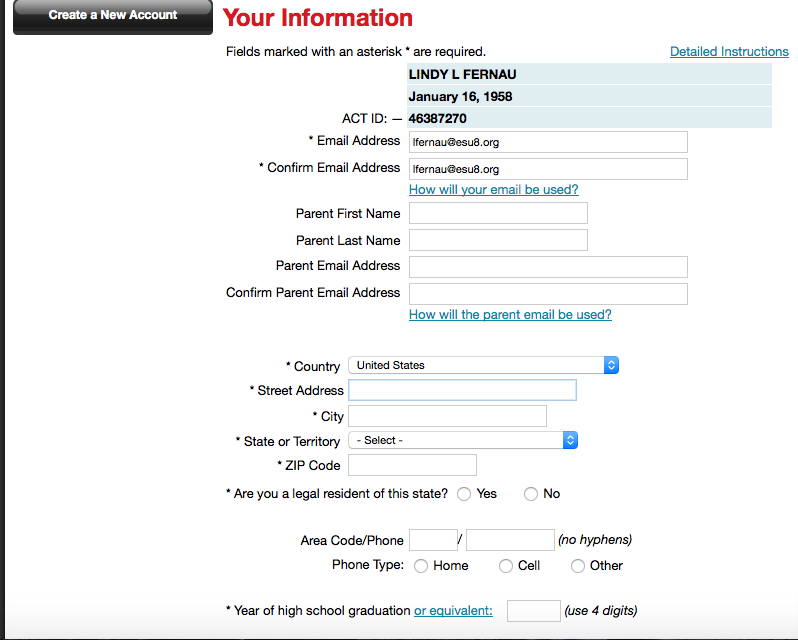 Create a New Account
Your Information
Fields marked with an asterisk * are required.
Detailed Instructions
LINDY L FERNAU
January 16, 1958
ACT ID: — 46387270
* Email Address lfernau@esu8.org
* Confirm Email Address lfernau@esu8.org
How will your email be used?
Parent First Name
Parent Last Name
Parent Email Address
Confirm Parent Email Address
How will the parent email be used?
* Country United States
* Street Address
* City
* State or Territory - Select -
* ZIP Code
* Are you a legal resident of this state? Yes No
Area Code/Phone / (no hyphens)
Phone Type: Home Cell Other
* Year of high school graduation or equivalent: (use 4 digits)